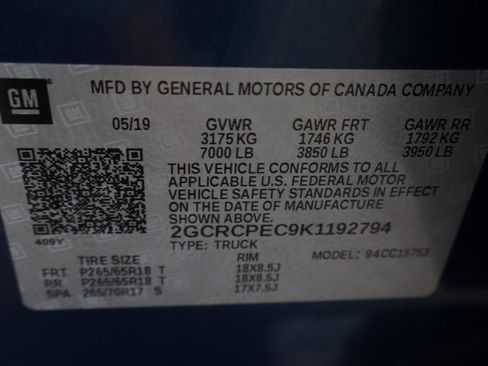 GM
MFD BY GENERAL MOTORS OF CANADA COMPANY
05/19 GVWR GAWR FRT GAWR RR
3175 KG 1746 KG 1792 KG
7000 LB 3850 LB 3950 LB
THIS VEHICLE CONFORMS TO ALL
APPLICABLE U.S. FEDERAL MOTOR
VEHICLE SAFETY STANDARDS IN EFFECT
ON THE DATE OF MANUFACTURE
SHOWN ABOVE.
2GCRCPEC9K1192794
409Y TYPE: TRUCK
MODEL: 94CC15753
TIRE SIZE RIM
FRT P265/65R18 T 18X8.5J
RR P265/65R18 T 18X8.5J
SPA 265/70R17 S 17X7.5J